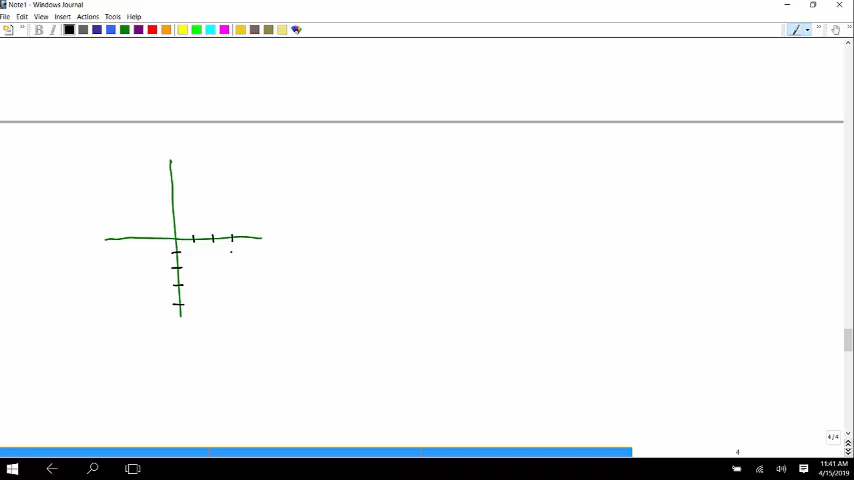 Note1 - Windows Journal
File Edit View Insert Actions Tools Help
B I
4/4
4
11:41 AM
4/15/2019